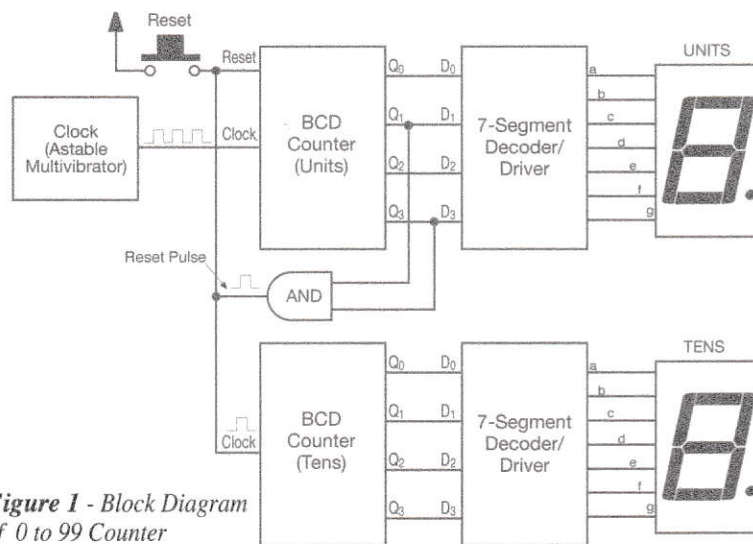 Reset
UNITS
Reset
Q0 D0
a
b
Clock
(Astable
Multivibrator)
Clock
BCD
Counter
(Units)
Q1 D1
7-Segment
Decoder/
Driver
c
d
Q2 D2
e
f
Q3 D3
g
Reset Pulse
AND
TENS
Q0 D0
a
b
Clock
BCD
Counter
(Tens)
Q1 D1
7-Segment
Decoder/
Driver
c
d
Q2 D2
e
f
Q3 D3
g
igure 1 - Block Diagram
f 0 to 99 Counter